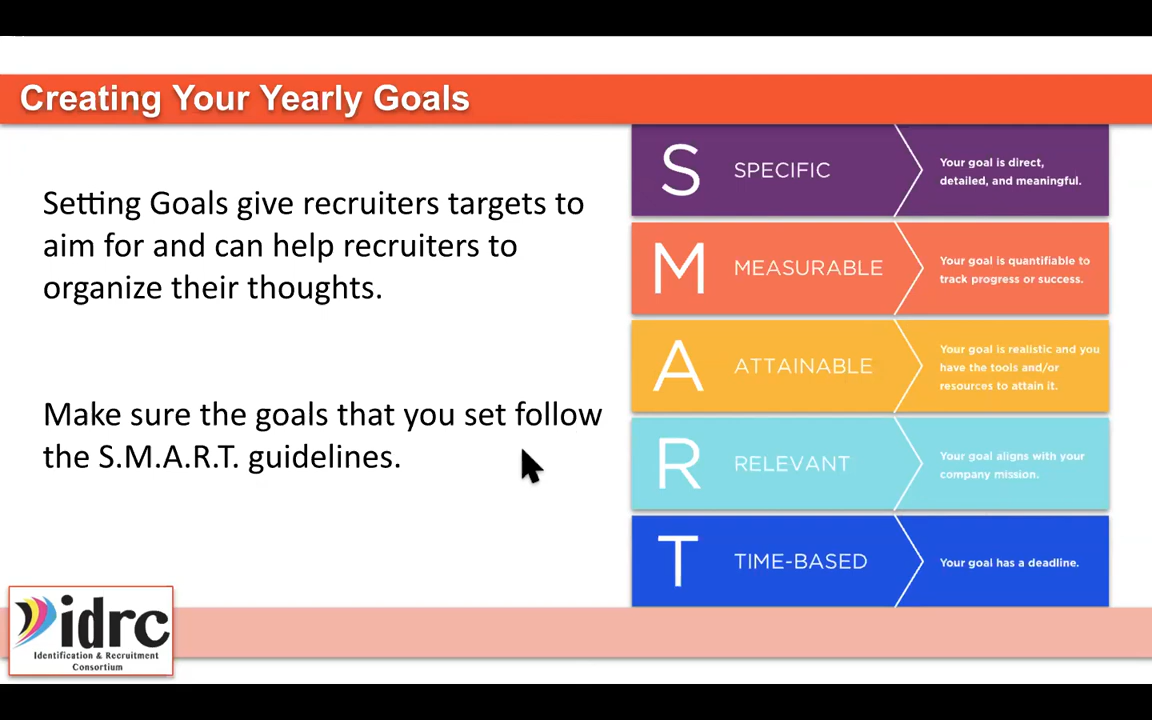 Creating Your Yearly Goals
Setting Goals give recruiters targets to
aim for and can help recruiters to
organize their thoughts.
Make sure the goals that you set follow
the S.M.A.R.T. guidelines.
S SPECIFIC
Your goal is direct,
detailed, and meaningful.
M MEASURABLE
Your goal is quantifiable to
track progress or success.
A ATTAINABLE
Your goal is realistic and you
have the tools and/or
resources to attain it.
R RELEVANT
Your goal aligns with your
company mission.
T TIME-BASED
Your goal has a deadline.
idrc
Identification & Recruitment
Consortium